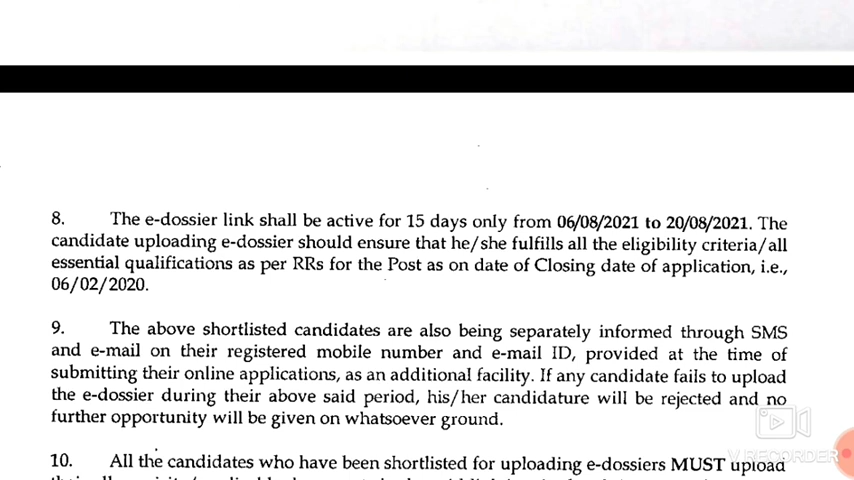 8. The e-dossier link shall be active for 15 days only from 06/08/2021 to 20/08/2021. The
candidate uploading e-dossier should ensure that he/she fulfills all the eligibility criteria/all
essential qualifications as per RRs for the Post as on date of Closing date of application, i.e.,
06/02/2020.
9. The above shortlisted candidates are also being separately informed through SMS
and e-mail on their registered mobile number and e-mail ID, provided at the time of
submitting their online applications, as an additional facility. If any candidate fails to upload
the e-dossier during their above said period, his/her candidature will be rejected and no
further opportunity will be given on whatsoever ground.
V RECORDER
10. All the candidates who have been shortlisted for uploading e-dossiers MUST upload